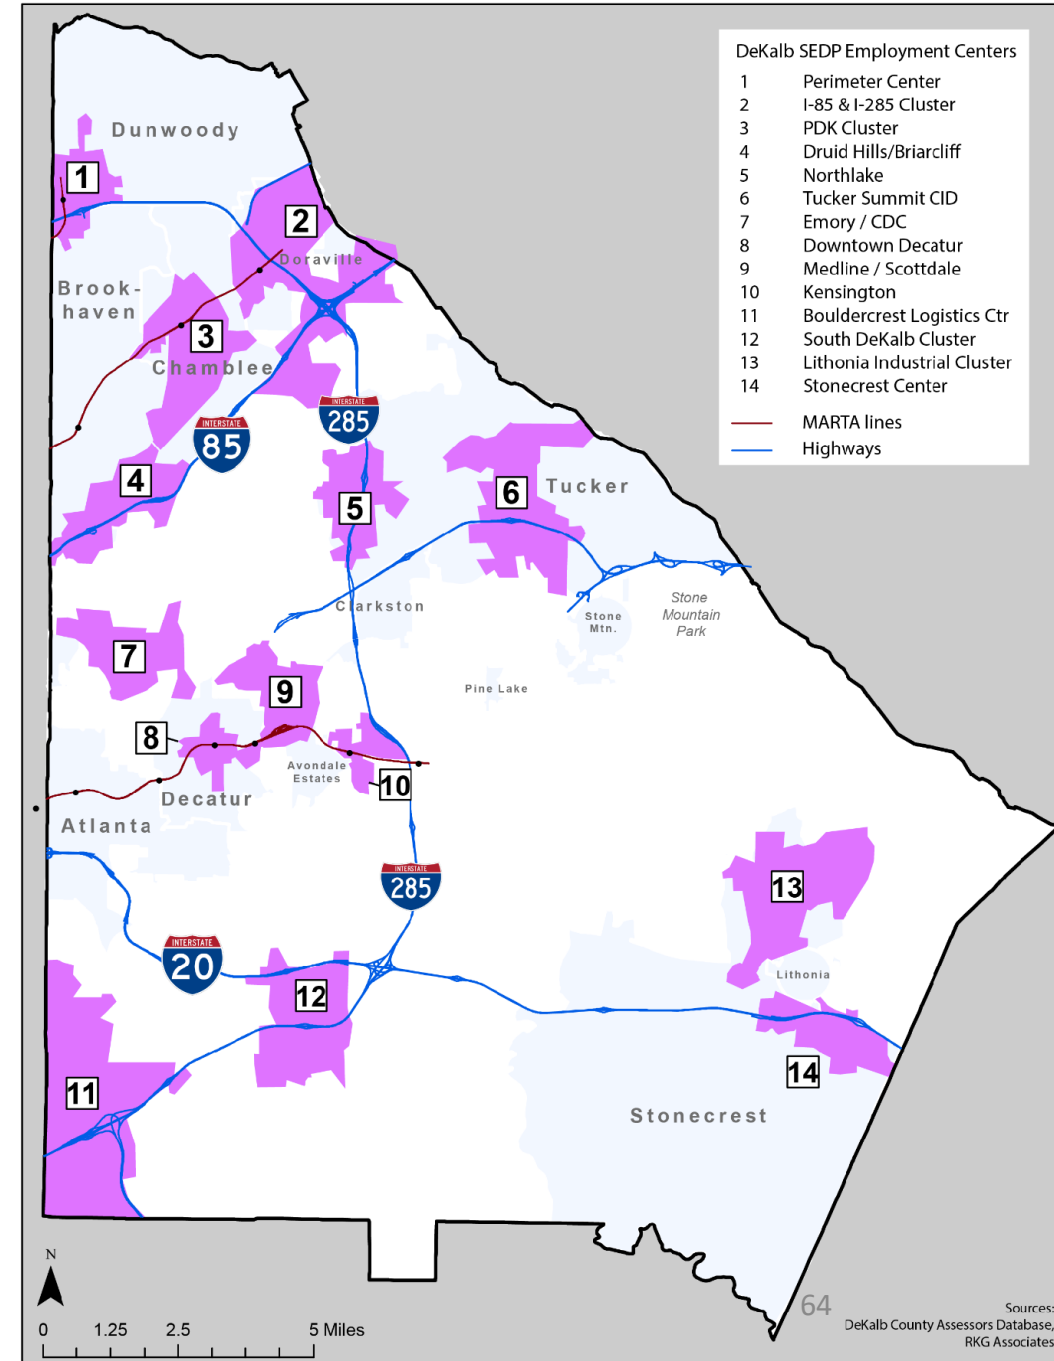 DeKalb SEDP Employment Centers
1 Perimeter Center
2 I-85 & I-285 Cluster
3 PDK Cluster
4 Druid Hills/Briarcliff
5 Northlake
6 Tucker Summit CID
7 Emory / CDC
8 Downtown Decatur
9 Medline / Scottdale
10 Kensington
11 Bouldercrest Logistics Ctr
12 South DeKalb Cluster
13 Lithonia Industrial Cluster
14 Stonecrest Center
MARTA lines
Highways
Dunwoody
1
2
Doraville
Brook-
haven
3
Chamblee
INTERSTATE
285
INTERSTATE
85
4
5
6
Tucker
Clarkston
Stone
Mtn.
Stone
Mountain
Park
7
9
Pine Lake
8
Avondale
Estates
10
Decatur
Atlanta
INTERSTATE
285
13
INTERSTATE
20
12
Lithonia
11
14
Stonecrest
N
0 1.25 2.5 5 Miles
64
Sources:
DeKalb County Assessors Database,
RKG Associates